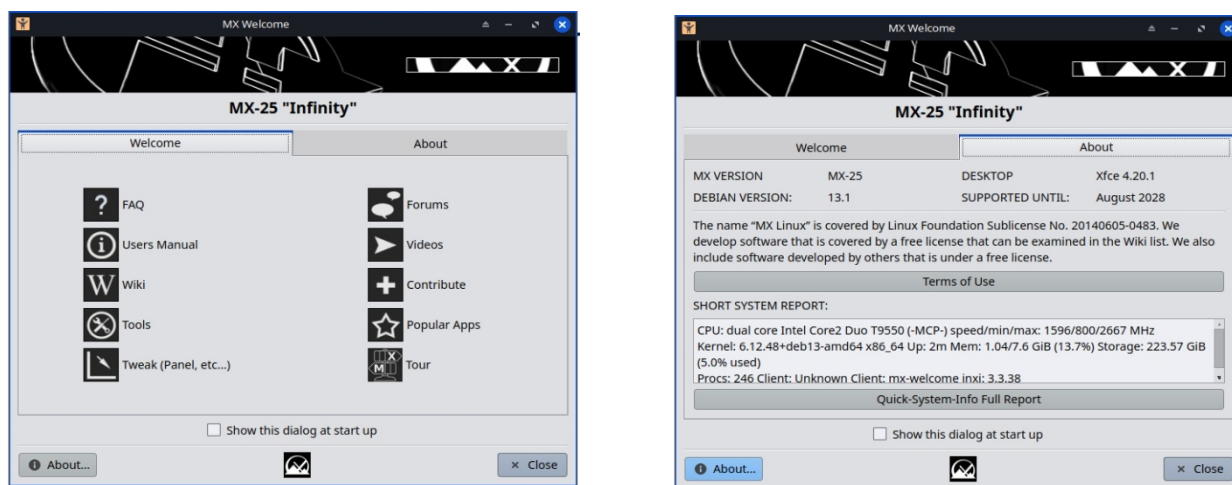 MX Welcome
MX
MX-25 "Infinity"
Welcome About
? FAQ
Forums
i Users Manual
Videos
W Wiki
Contribute
Tools
Popular Apps
Tweak (Panel, etc...)
MX Tour
Show this dialog at start up
About...
Close
MX Welcome
MX
MX-25 "Infinity"
Welcome About
MX VERSION MX-25 DESKTOP Xfce 4.20.1
DEBIAN VERSION: 13.1 SUPPORTED UNTIL: August 2028
The name “MX Linux” is covered by Linux Foundation Sublicense No. 20140605-0483. We
develop software that is covered by a free license that can be examined in the Wiki list. We also
include software developed by others that is under a free license.
Terms of Use
SHORT SYSTEM REPORT:
CPU: dual core Intel Core2 Duo T9550 (-MCP-) speed/min/max: 1596/800/2667 MHz
Kernel: 6.12.48+deb13-amd64 x86_64 Up: 2m Mem: 1.04/7.6 GiB (13.7%) Storage: 223.57 GiB
(5.0% used)
Procs: 246 Client: Unknown Client: mx-welcome inxi: 3.3.38
Quick-System-Info Full Report
Show this dialog at start up
About...
Close